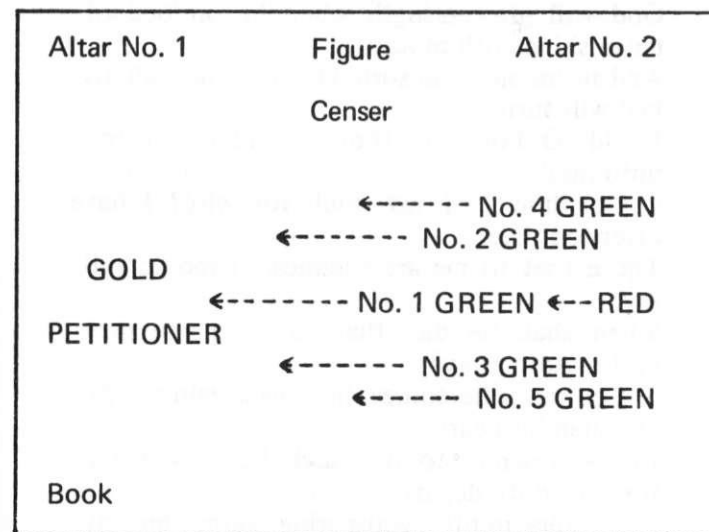 Altar No. 1 Figure Altar No. 2
Censer
No. 4 GREEN
No. 2 GREEN
GOLD
No. 1 GREEN RED
PETITIONER
No. 3 GREEN
No. 5 GREEN
Book